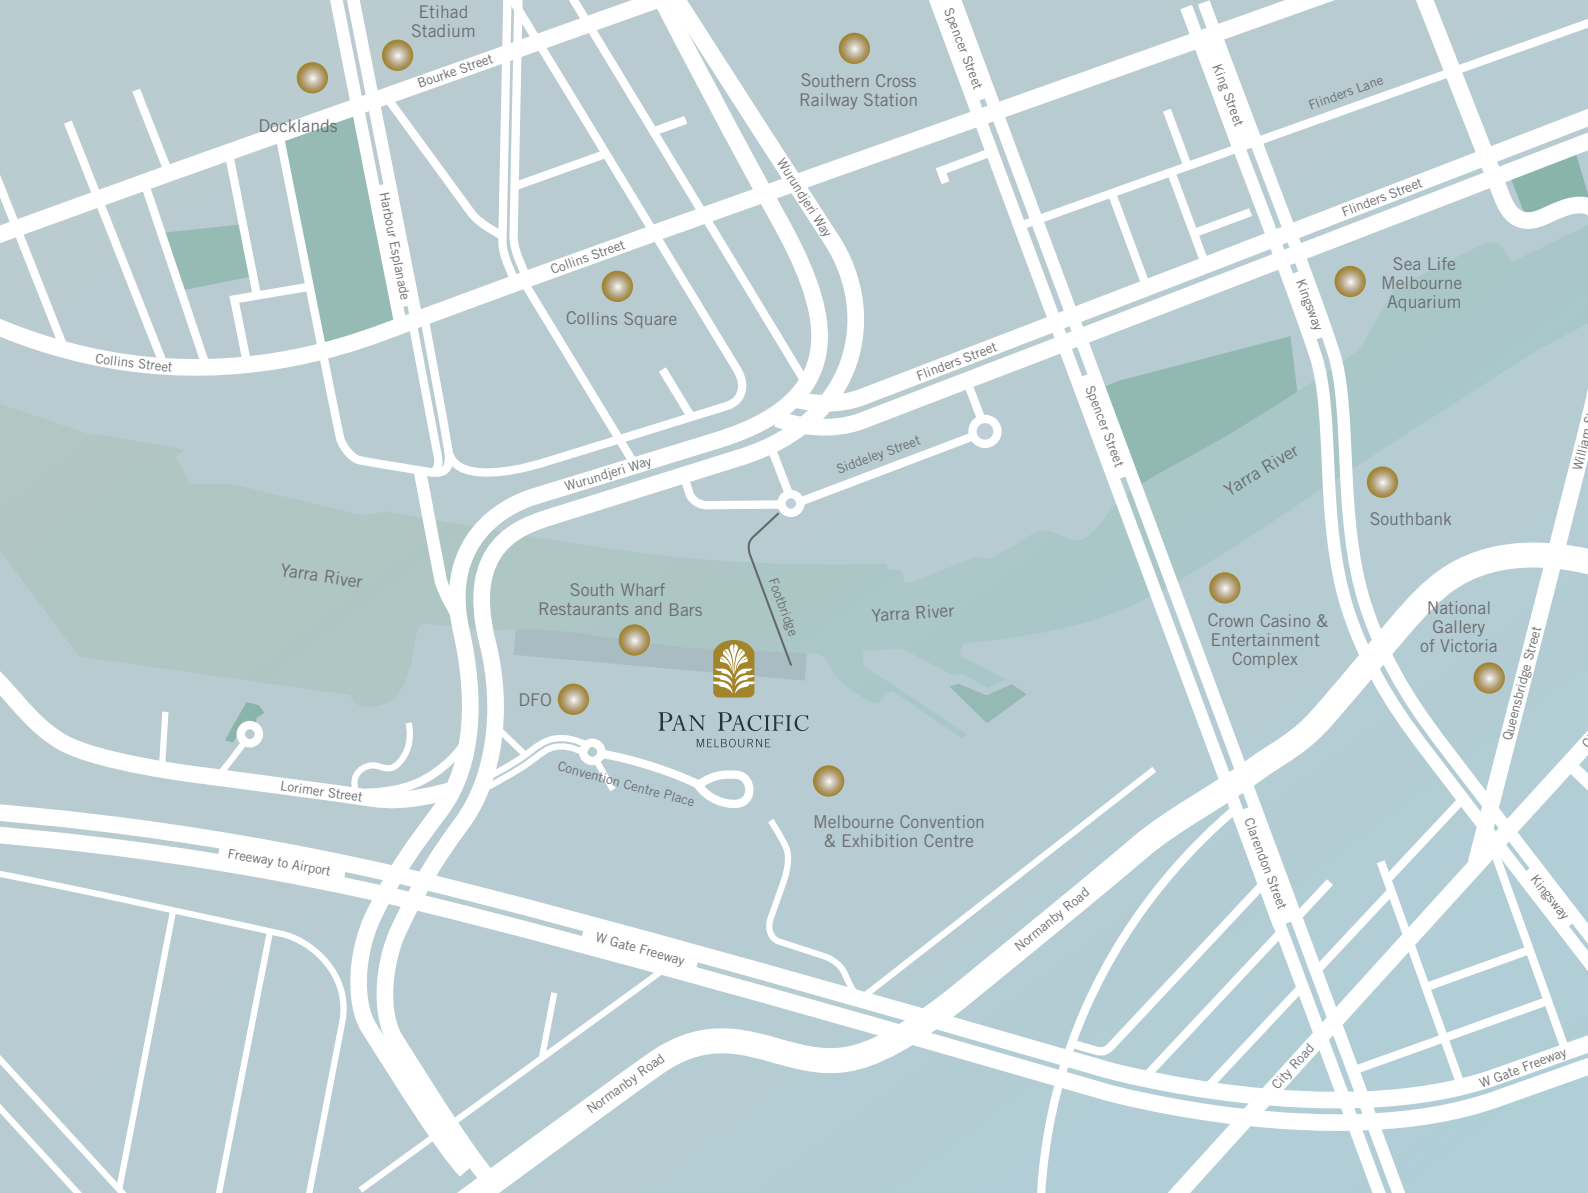 Etihad
Stadium
Bourke Street
Docklands
Harbour Esplanade
Southern Cross
Railway Station
Spencer Street
King Street
Flinders Lane
Wurundjeri Way
Flinders Street
Collins Street
Collins Square
Sea Life
Melbourne
Aquarium
Kingsway
Collins Street
Flinders Street
Spencer Street
Siddeley Street
Wurundjeri Way
Yarra River
Southbank
Yarra River
Footbridge
South Wharf
Restaurants and Bars
Yarra River
Crown Casino &
Entertainment
Complex
National
Gallery
of Victoria
Queensbridge Street
DFO
PAN PACIFIC
MELBOURNE
Convention Centre Place
Lorimer Street
Melbourne Convention
& Exhibition Centre
Freeway to Airport
Clarendon Street
Kingsway
Normanby Road
W Gate Freeway
City Road
W Gate Freeway
Normanby Road